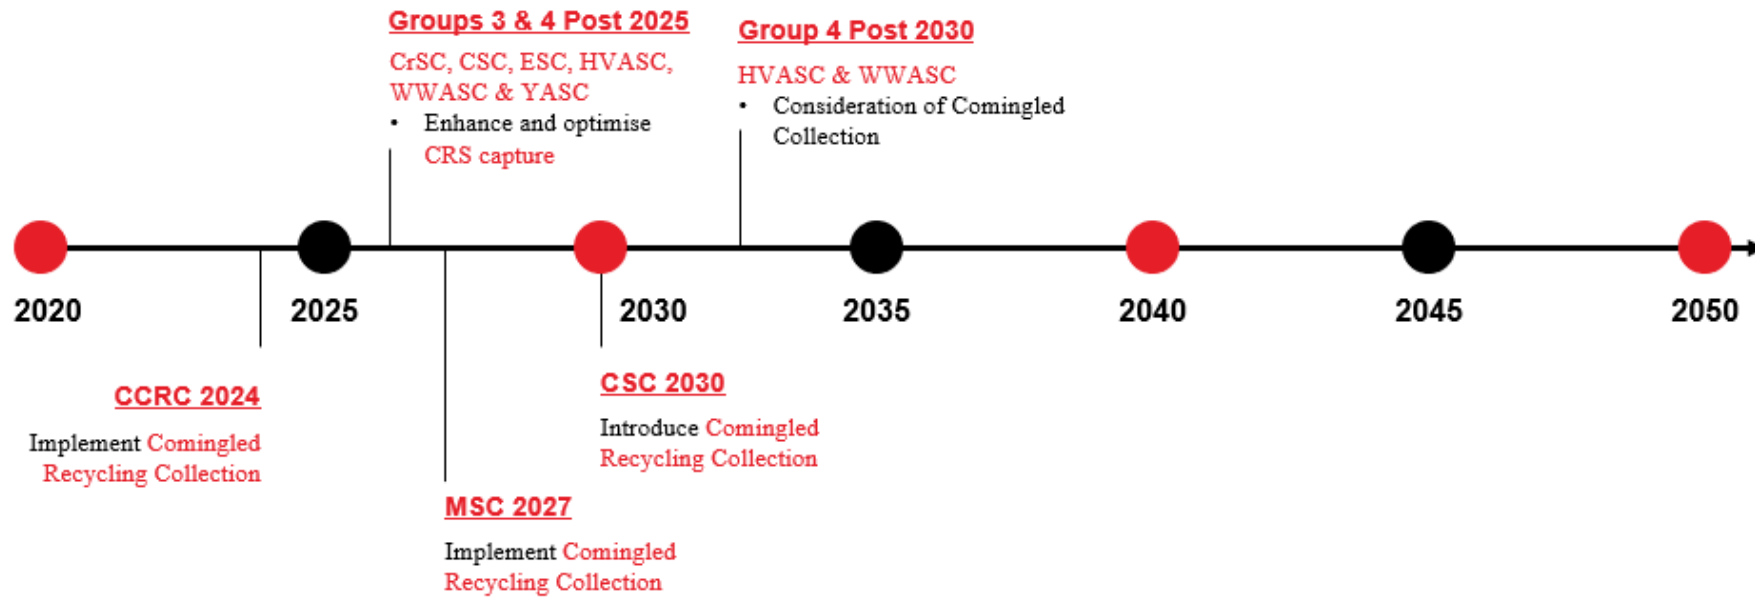 Groups 3 & 4 Post 2025
CrSC, CSC, ESC, HVASC,
WWASC & YASC
• Enhance and optimise
CRS capture
Group 4 Post 2030
HVASC & WWASC
• Consideration of Comingled
Collection
2020
2025
2030
2035
2040
2045
2050
CCRC 2024
Implement Comingled
Recycling Collection
MSC 2027
Implement Comingled
Recycling Collection
CSC 2030
Introduce Comingled
Recycling Collection